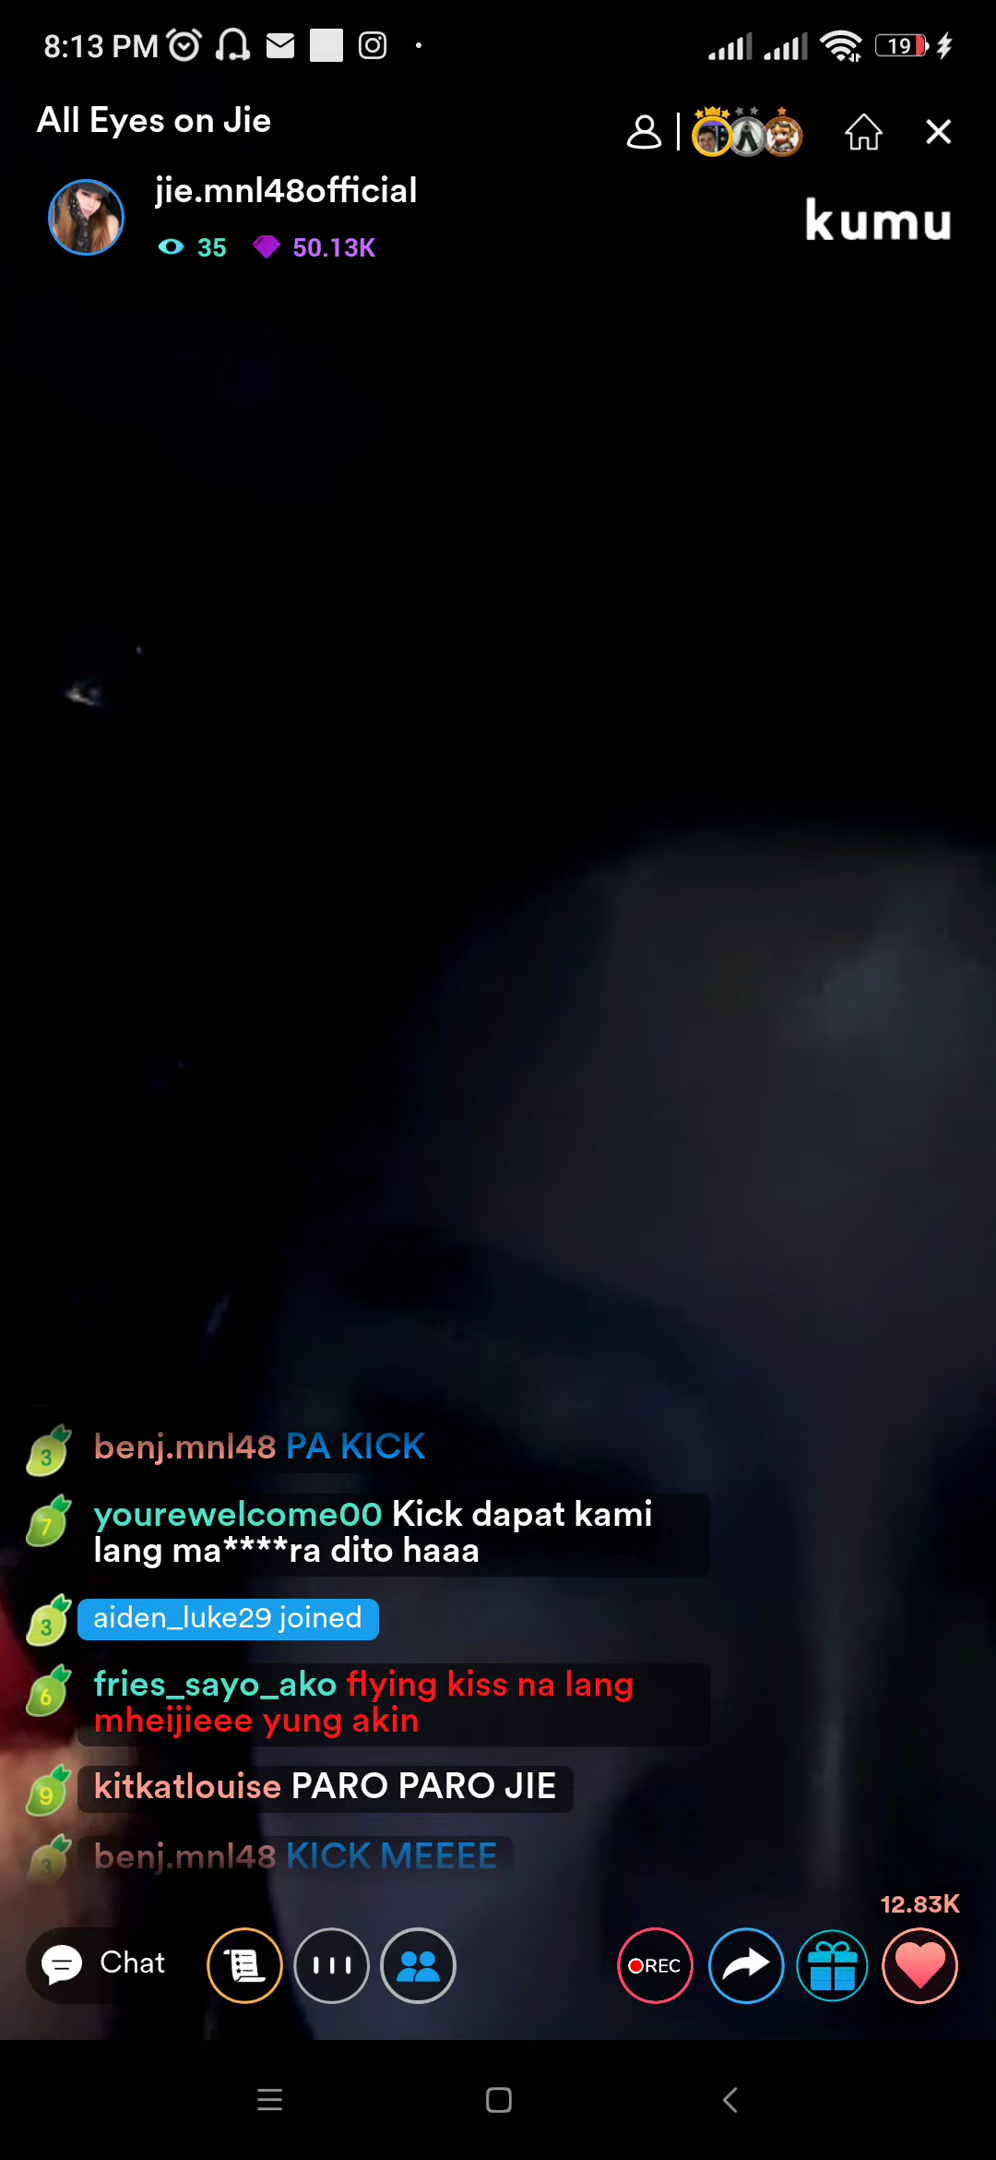 8:13 PM
19
All Eyes on Jie
jie.mnl48official
35 50.13K
kumu
3 benj.mnl48 PA KICK
7 yourewelcome00 Kick dapat kami
lang ma****ra dito haaa
3 aiden_luke29 joined
6 fries_sayo_ako flying kiss na lang
mheijieee yung akin
9 kitkatlouise PARO PARO JIE
3 benj.mnl48 KICK MEEEE
12.83K
Chat
REC